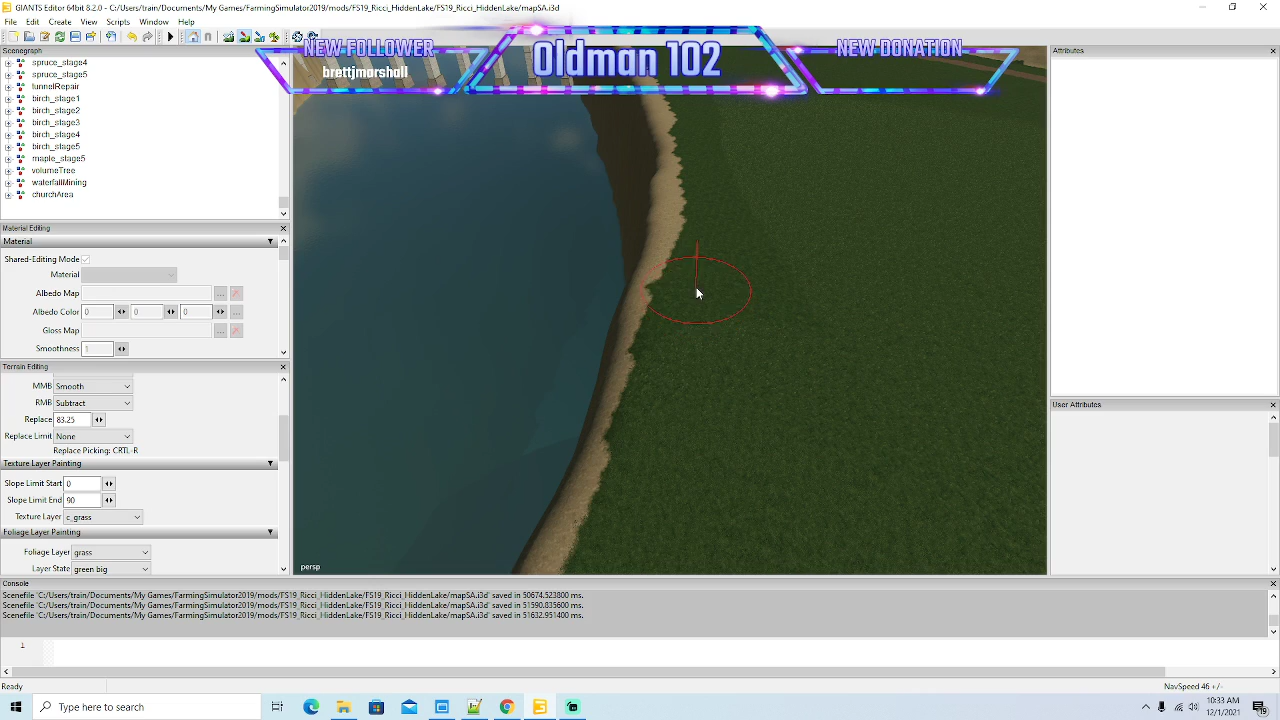 GIANTS Editor 64bit 8.2.0 - C:/Users/train/Documents/My Games/FarmingSimulator2019/mods/FS19_Ricci_HiddenLake/FS19_Ricci_HiddenLake/mapSA.i3d
File
View
Scripts
Window
Help
NEW FOLLOWER
brettjmarshall
Oldman 102
NEW DONATION
turnpoint
birch_stage1
birch_stage3
birch_stage4
birch_stage5
maple_stage5
volumeTree
waterfallMining
churchArea
Material Editing
Material
Shared-Editing Mode
Material
Albedo Map
...
Albedo Color
0
0
0
...
Gloss Map
...
Smoothness
1
Terrain Editing
MMB
Smooth
RMB
Subtract
Replace
83.25
Replace Limit
None
Replace Picking: CRTL-R
Texture Layer Painting
Slope Limit Start
0
Slope Limit End
90
Texture Layer
c_grass
Foliage Layer Painting
Foliage Layer
grass
Layer State
green big
persp
User Attributes
Console
Scenefile 'C:/Users/train/Documents/My Games/FarmingSimulator2019/mods/FS19_Ricci_HiddenLake/FS19_Ricci_HiddenLake/mapSA.i3d' saved in 50674.523800 ms.
Scenefile 'C:/Users/train/Documents/My Games/FarmingSimulator2019/mods/FS19_Ricci_HiddenLake/FS19_Ricci_HiddenLake/mapSA.i3d' saved in 51590.835600 ms.
Scenefile 'C:/Users/train/Documents/My Games/FarmingSimulator2019/mods/FS19_Ricci_HiddenLake/FS19_Ricci_HiddenLake/mapSA.i3d' saved in 51632.951400 ms.
1
Ready
NavSpeed 46 +/-
Type here to search
10:33 AM
12/1/2021